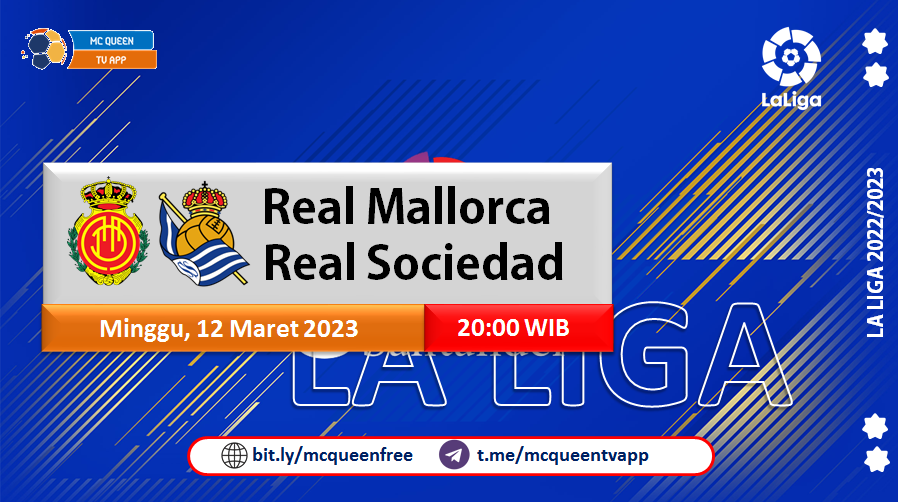 MC QUEEN
TV APP
LaLiga
LA LIGA 2022/2023
Real Mallorca
Real Sociedad
Minggu, 12 Maret 2023
20:00 WIB
Santander
LA LIGA
bit.ly/mcqueenfree
t.me/mcqueentvapp